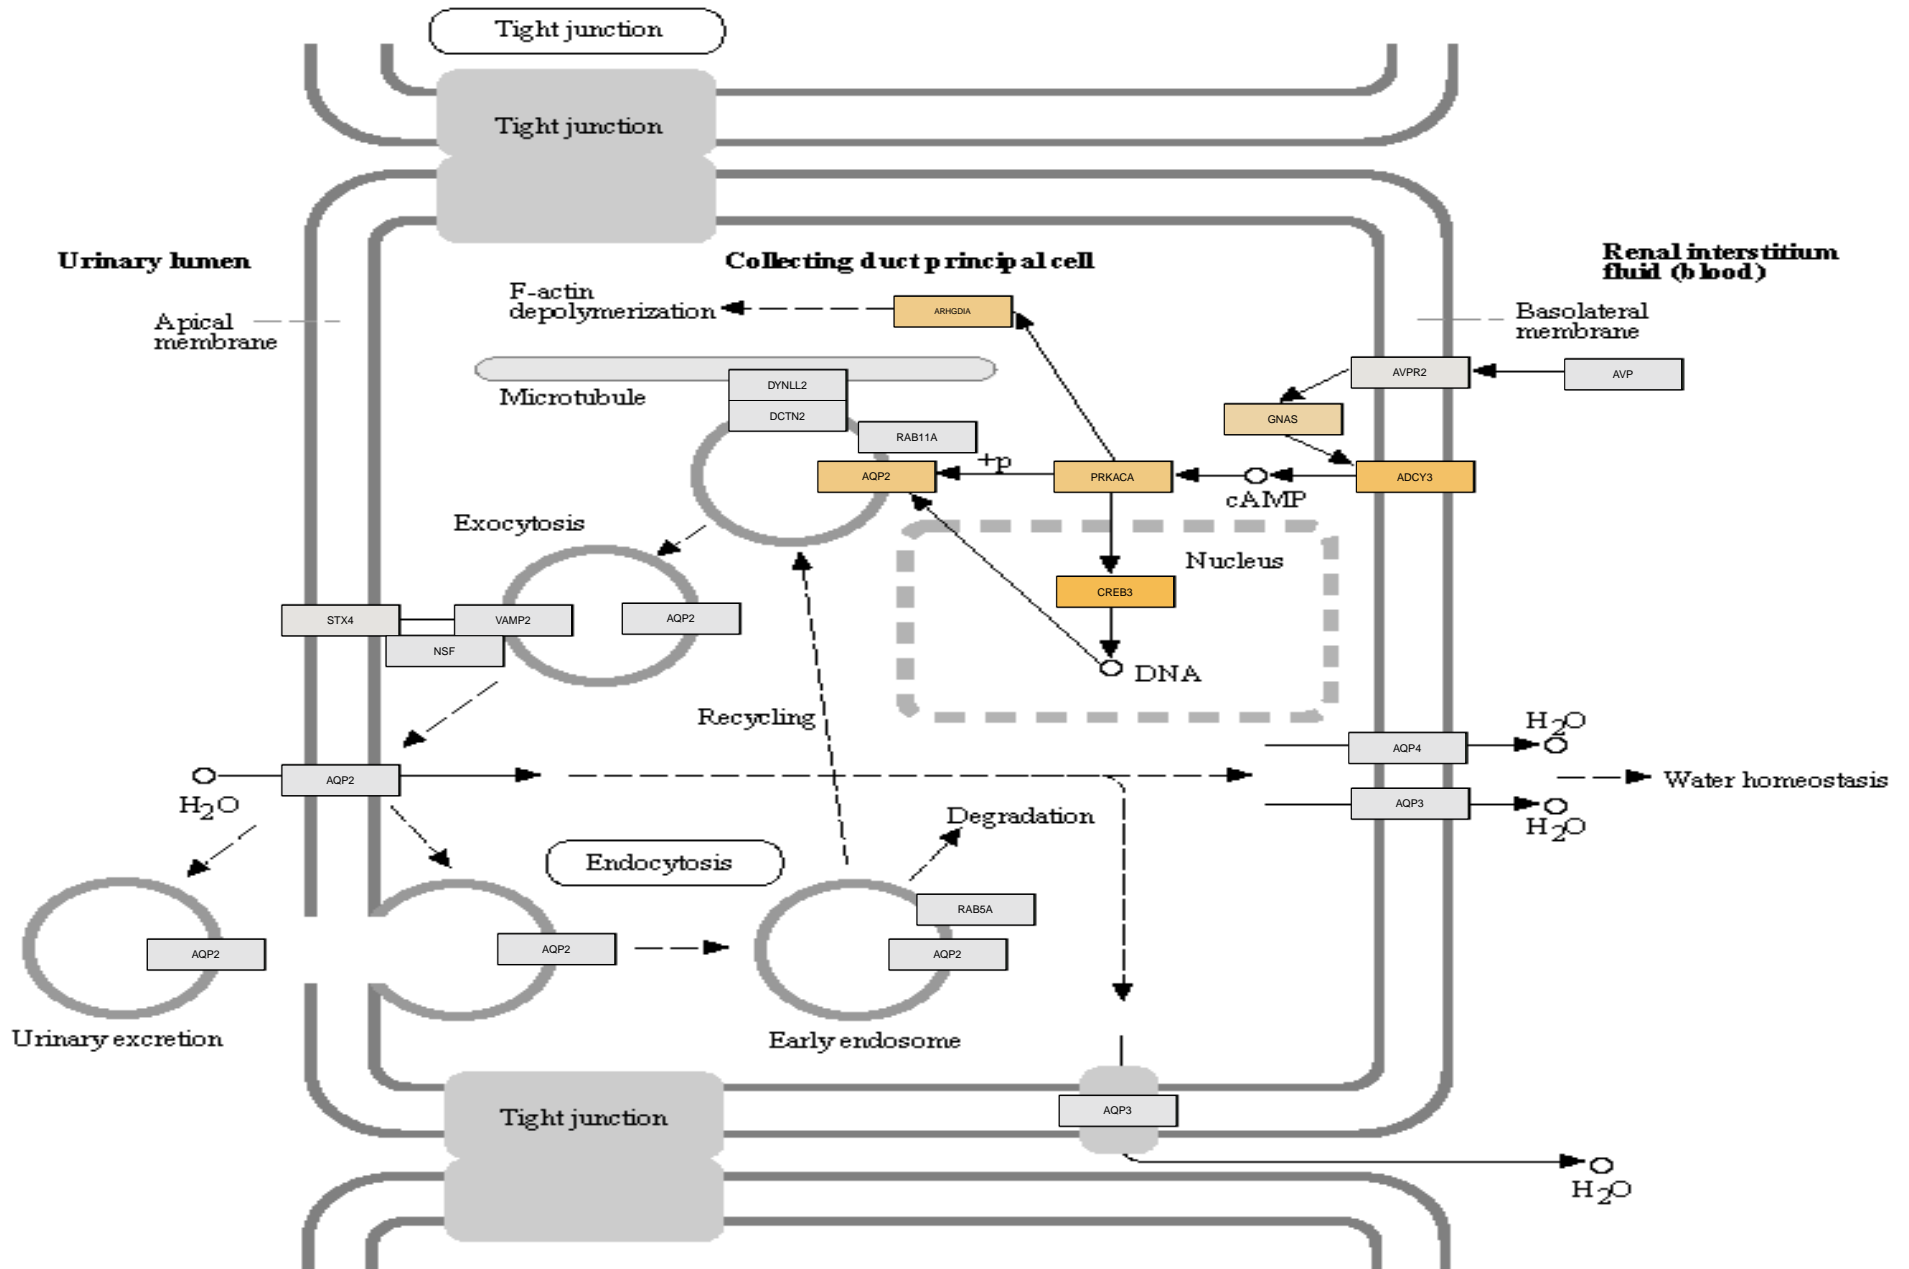 Tight junction
Tight junction
Urinary lumen
Collecting duct principal cell
Renal interstitium
fluid (blood)
F-actin
depolymerization
ARHGDIA
Apical
membrane
Basolateral
membrane
Microtubule
DYNLL2
DCTN2
AVPR2
AVP
GNAS
RAB11A
AQP2
+p
PRKACA
cAMP
ADCY3
Exocytosis
Nucleus
CREB3
STX4
VAMP2
AQP2
NSF
DNA
Recycling
AQP4
H2O
AQP2
H2O
Water homeostasis
AQP3
H2O
Degradation
Endocytosis
RAB5A
AQP2
AQP2
AQP2
Urinary excretion
Early endosome
Tight junction
AQP3
H2O